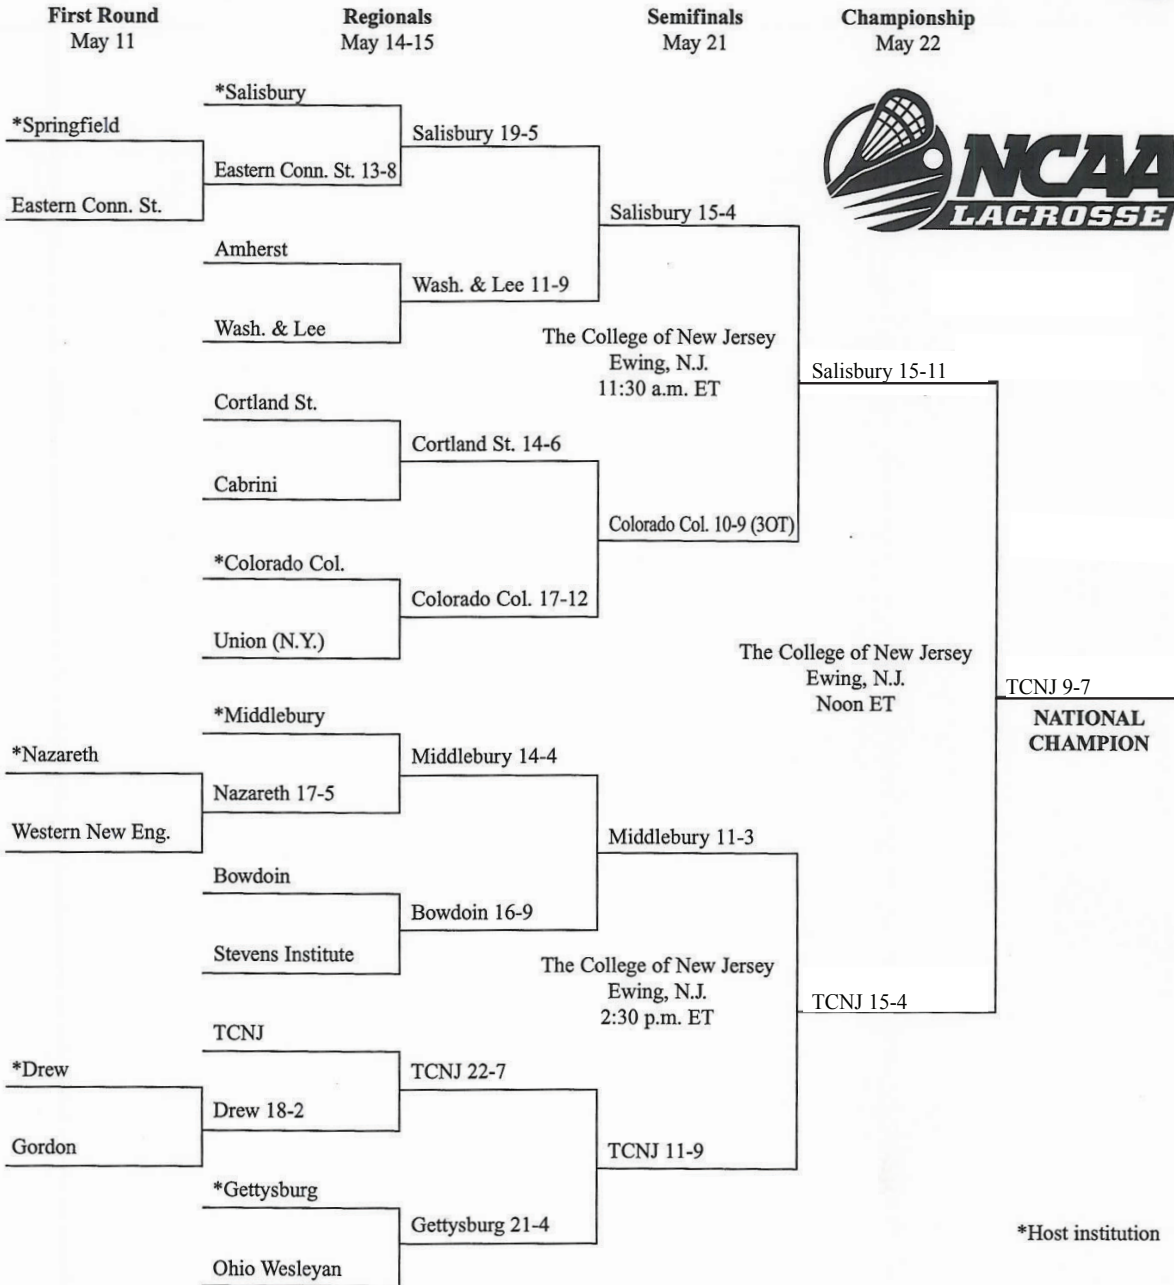 First Round
May 11
Regionals
May 14-15
Semifinals
May 21
Championship
May 22
NCAA
LACROSSE
*Springfield
Eastern Conn. St.
*Nazareth
Western New Eng.
*Drew
Gordon
*Salisbury
Eastern Conn. St. 13-8
Amherst
Wash. & Lee
Cortland St.
Cabrini
*Colorado Col.
Union (N.Y.)
*Middlebury
Nazareth 17-5
Bowdoin
Stevens Institute
TCNJ
Drew 18-2
*Gettysburg
Ohio Wesleyan
Salisbury 19-5
Wash. & Lee 11-9
Cortland St. 14-6
Colorado Col. 17-12
Middlebury 14-4
Bowdoin 16-9
TCNJ 22-7
Gettysburg 21-4
Salisbury 15-4
The College of New Jersey
Ewing, N.J.
11:30 a.m. ET
Colorado Col. 10-9 (3OT)
Middlebury 11-3
The College of New Jersey
Ewing, N.J.
2:30 p.m. ET
TCNJ 11-9
Salisbury 15-11
The College of New Jersey
Ewing, N.J.
Noon ET
TCNJ 15-4
TCNJ 9-7
NATIONAL
CHAMPION
*Host institution